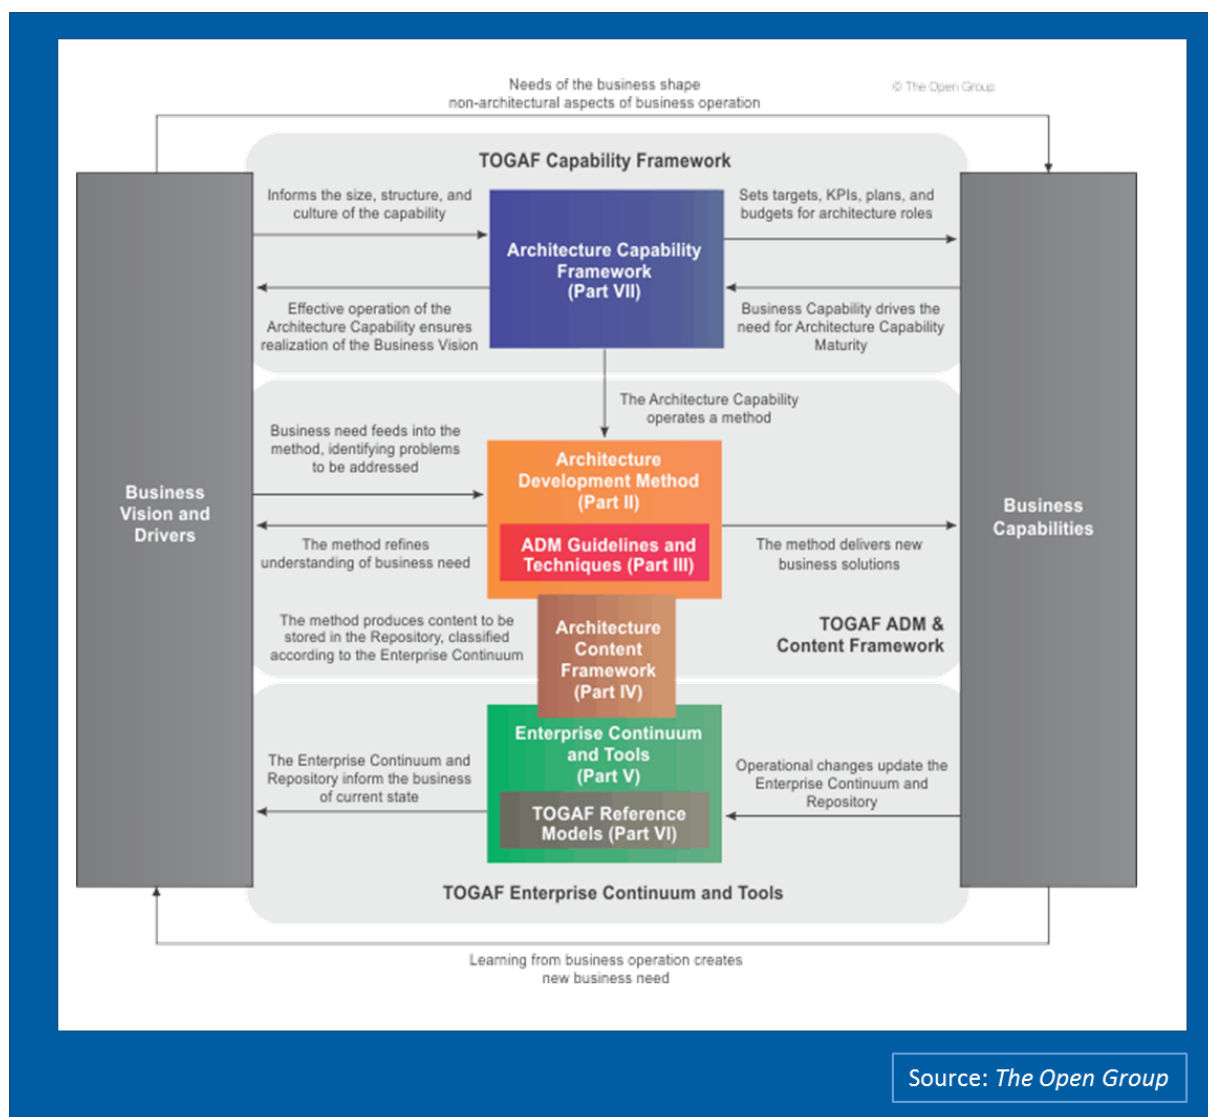 Needs of the business shape
non-architectural aspects of business operation
© The Open Group
TOGAF Capability Framework
Informs the size, structure, and
culture of the capability
Sets targets, KPIs, plans, and
budgets for architecture roles
Architecture Capability
Framework
(Part VII)
Effective operation of the
Architecture Capability ensures
realization of the Business Vision
Business Capability drives the
need for Architecture Capability
Maturity
The Architecture Capability
operates a method
Business need feeds into the
method, identifying problems
to be addressed
Architecture
Development Method
(Part II)
Business
Vision and
Drivers
Business
Capabilities
ADM Guidelines and
Techniques (Part III)
The method refines
understanding of business need
The method delivers new
business solutions
The method produces content to be
stored in the Repository, classified
according to the Enterprise Continuum
Architecture
Content
Framework
(Part IV)
TOGAF ADM &
Content Framework
Enterprise Continuum
and Tools
(Part V)
The Enterprise Continuum and
Repository inform the business
of current state
Operational changes update the
Enterprise Continuum and
Repository
TOGAF Reference
Models (Part VI)
TOGAF Enterprise Continuum and Tools
Learning from business operation creates
new business need
Source: The Open Group